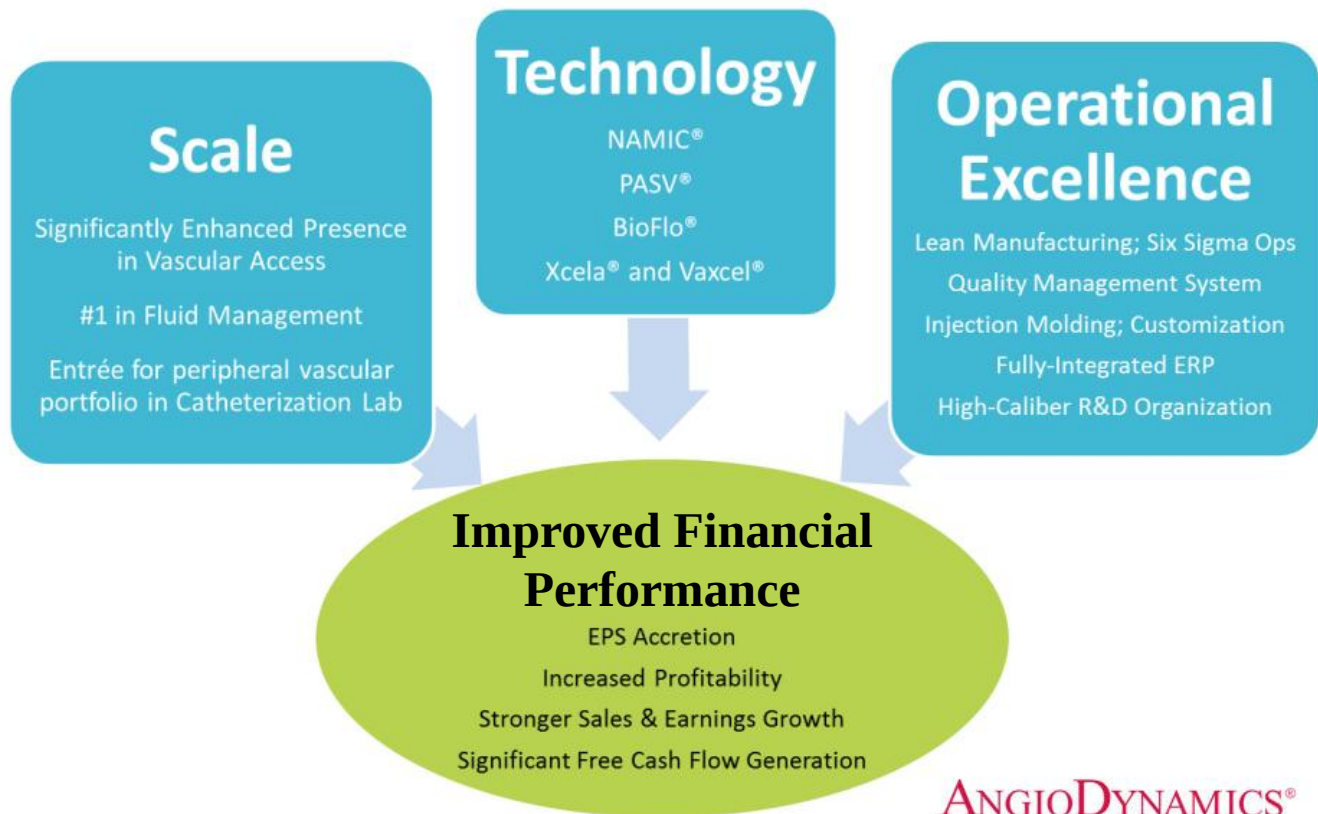 Scale
Significantly Enhanced Presence
in Vascular Access
#1 in Fluid Management
Entrée for peripheral vascular
portfolio in Catheterization Lab
Technology
NAMIC®
PASV®
BioFlo®
Xcela® and Vaxcel®
Operational
Excellence
Lean Manufacturing; Six Sigma Ops
Quality Management System
Injection Molding; Customization
Fully-Integrated ERP
High-Caliber R&D Organization
Improved Financial
Performance
EPS Accretion
Increased Profitability
Stronger Sales & Earnings Growth
Significant Free Cash Flow Generation
ANGIODYNAMICS®